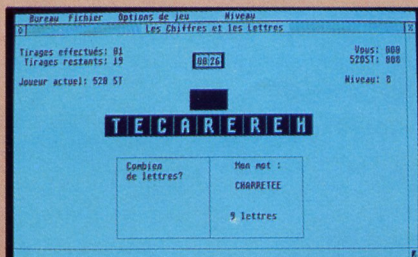 Bureau Fichier Options de jeu Niveau
Les Chiffres et les Lettres
Tirages effectués: 01
Tirages restants: 19
00:26
Vous: 000
520ST: 000
Joueur actuel: 520 ST
Niveau:
T E C A R E R E H
Combien
de lettres?
Mon mot :
CHARRETEE
9 lettres